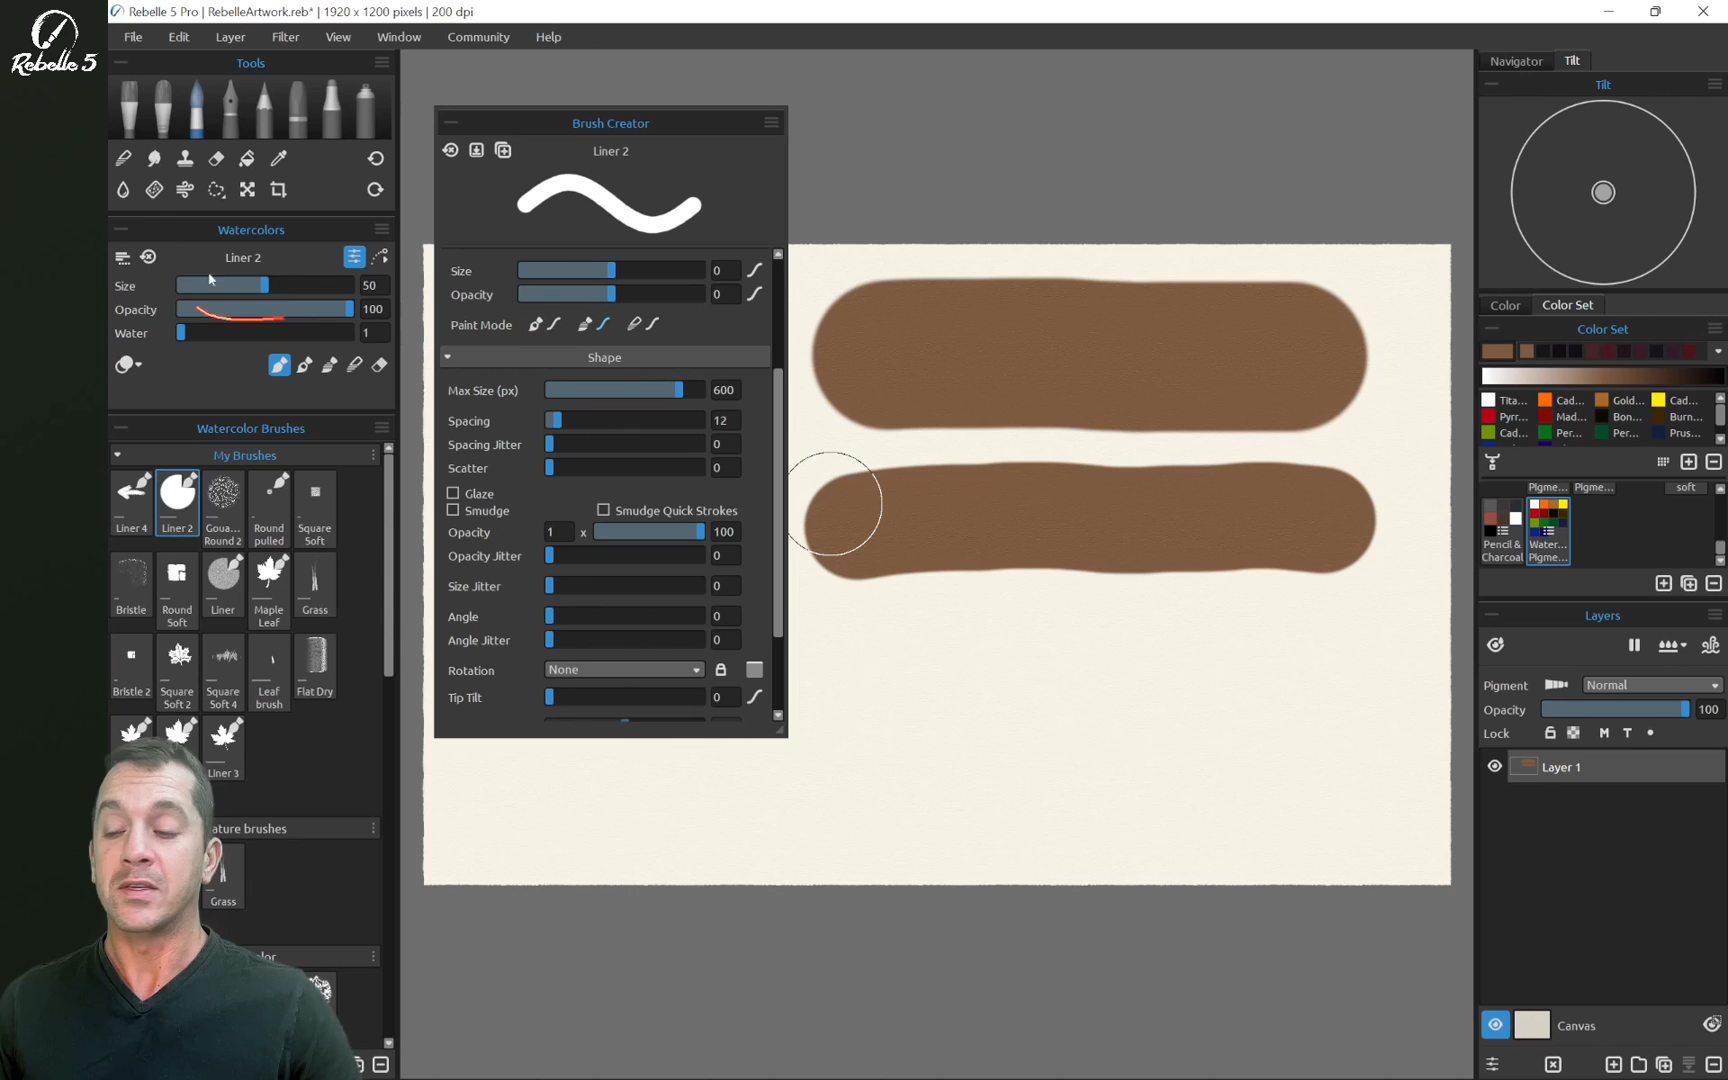 Rebelle 5
Rebelle 5 Pro | RebelleArtwork.reb* | 1920 x 1200 pixels | 200 dpi
File Edit Layer Filter View Window Community Help
Tools
Watercolors
Liner 2
Size 50
Opacity 100
Water 1
Watercolor Brushes
My Brushes
Liner 4 Liner 2 Goua... Round 2 Round pulled Square Soft
Bristle Round Soft Liner Maple Leaf Grass
Bristle 2 Square Soft 2 Square Soft 4 Leaf brush Flat Dry
Liner 3
ature brushes
Grass
olor
Brush Creator
Liner 2
Size 0
Opacity 0
Paint Mode
Shape
Max Size (px) 600
Spacing 12
Spacing Jitter 0
Scatter 0
Glaze
Smudge Smudge Quick Strokes
Opacity 1 x 100
Opacity Jitter 0
Size Jitter 0
Angle 0
Angle Jitter 0
Rotation None
Tip Tilt 0
Navigator Tilt
Tilt
Color Color Set
Color Set
Tita... Cad... Gold... Cad...
Pyrr... Mad... Bon... Burn...
Cad... Per... Per... Prus...
Pigme... Pigme... soft
Pencil & Charcoal Water... Pigme...
Layers
Pigment Normal
Opacity 100
Lock M T
Layer 1
Canvas